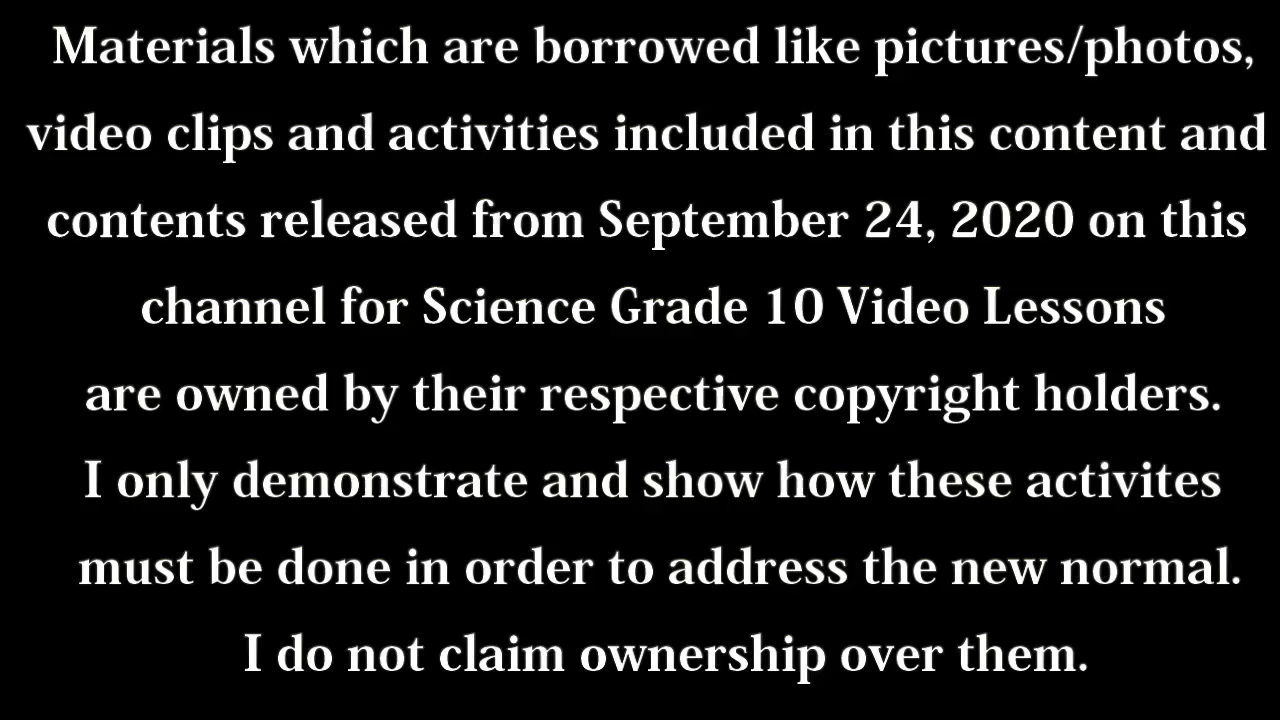 Materials which are borrowed like pictures/photos,
video clips and activities included in this content and
contents released from September 24, 2020 on this
channel for Science Grade 10 Video Lessons
are owned by their respective copyright holders.
I only demonstrate and show how these activites
must be done in order to address the new normal.
I do not claim ownership over them.